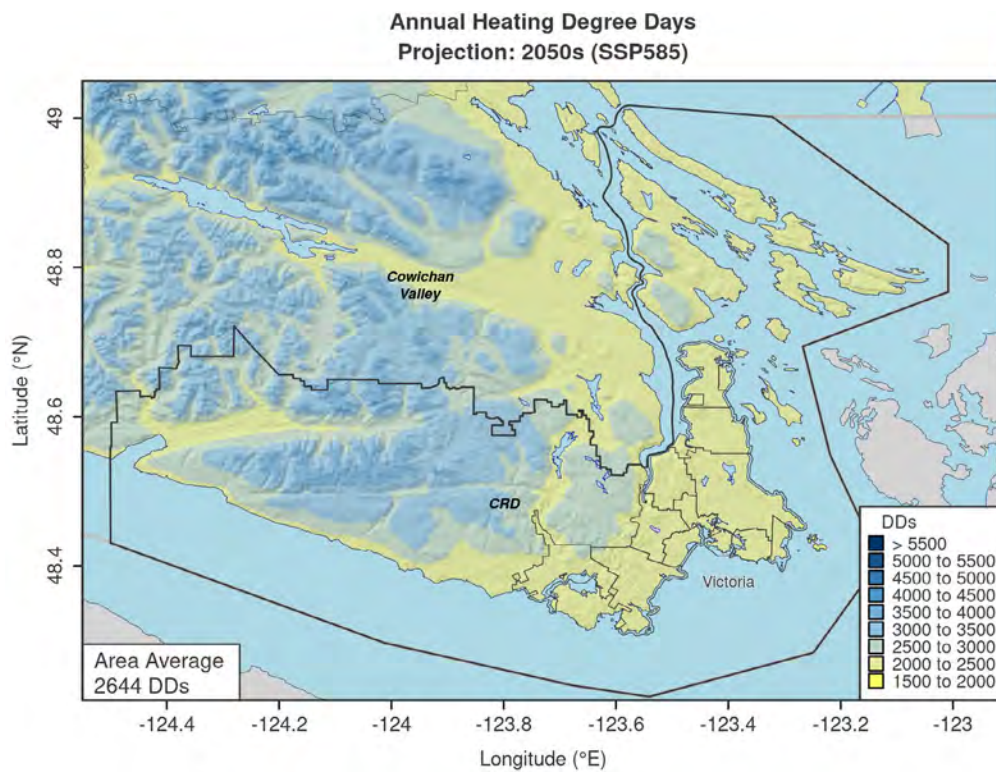 Annual Heating Degree Days
Projection: 2050s (SSP585)
49
48.8
48.6
48.4
Latitude (°N)
Cowichan
Valley
CRD
Victoria
Area Average
2644 DDs
DDs
> 5500
5000 to 5500
4500 to 5000
4000 to 4500
3500 to 4000
3000 to 3500
2500 to 3000
2000 to 2500
1500 to 2000
-124.4 -124.2 -124 -123.8 -123.6 -123.4 -123.2 -123
Longitude (°E)